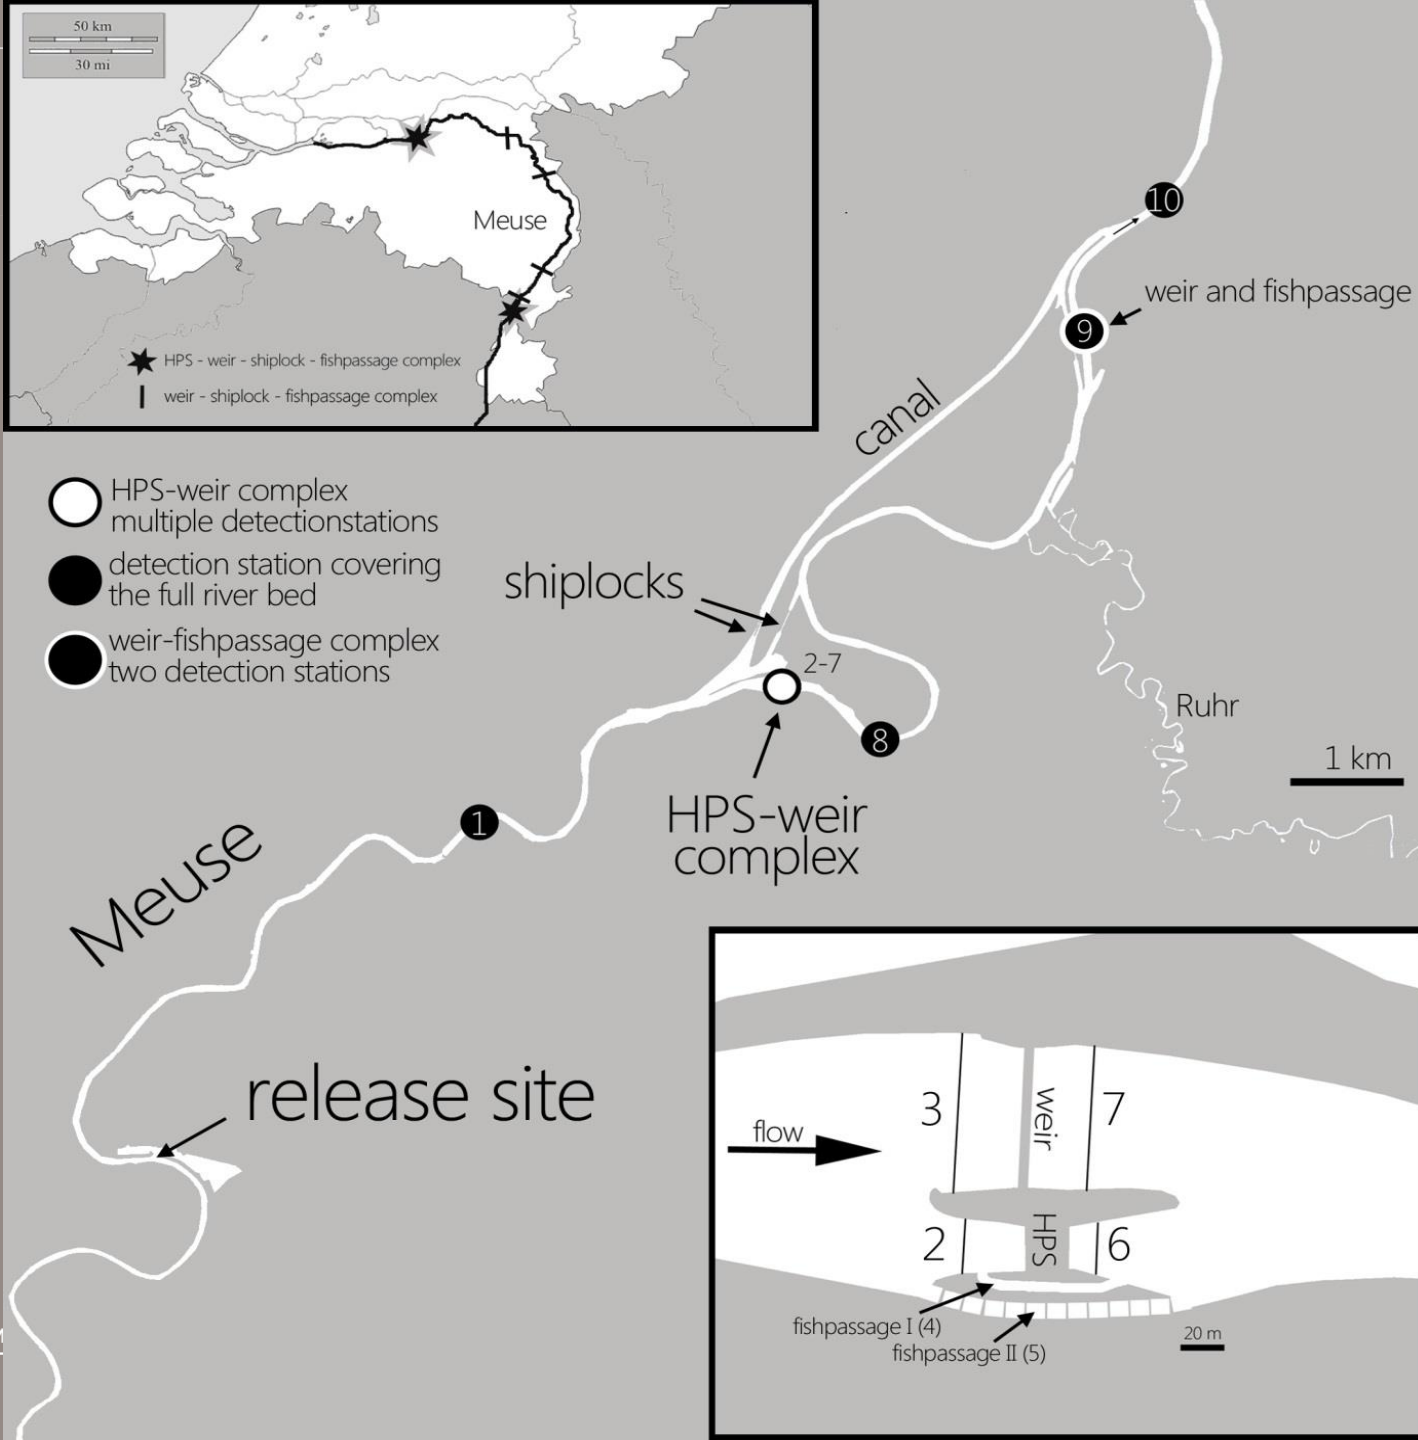 50 km
30 mi
Meuse
HPS - weir - shiplock - fishpassage complex
weir - shiplock - fishpassage complex
10
weir and fishpassage
9
canal
HPS-weir complex
multiple detectionstations
detection station covering
the full river bed
weir-fishpassage complex
two detection stations
shiplocks
2-7
Ruhr
8
1 km
HPS-weir
complex
1
Meuse
release site
3
weir
7
flow
2
HPS
6
fishpassage I (4)
fishpassage II (5)
20 m